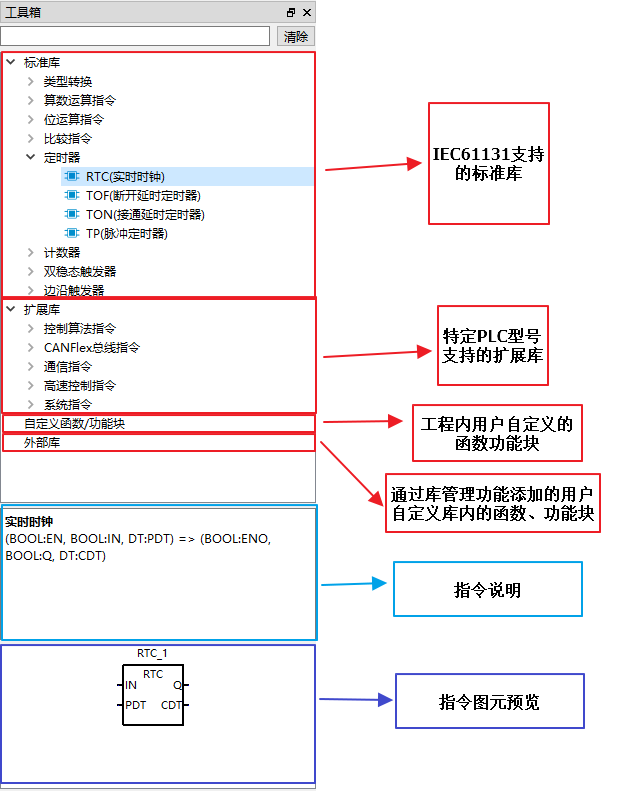 工具箱
清除
标准库
类型转换
算数运算指令
位运算指令
比较指令
定时器
RTC(实时时钟)
TOF(断开延时定时器)
TON(接通延时定时器)
TP(脉冲定时器)
计数器
双稳态触发器
边沿触发器
扩展库
控制算法指令
CANFlex总线指令
通信指令
高速控制指令
系统指令
自定义函数/功能块
外部库
实时时钟
(BOOL:EN, BOOL:IN, DT:PDT) => (BOOL:ENO,
BOOL:Q, DT:CDT)
RTC_1
RTC
IN Q
PDT CDT
IEC61131支持
的标准库
特定PLC型号
支持的扩展库
工程内用户自定义的
函数功能块
通过库管理功能添加的用户
自定义库内的函数、功能块
指令说明
指令图元预览